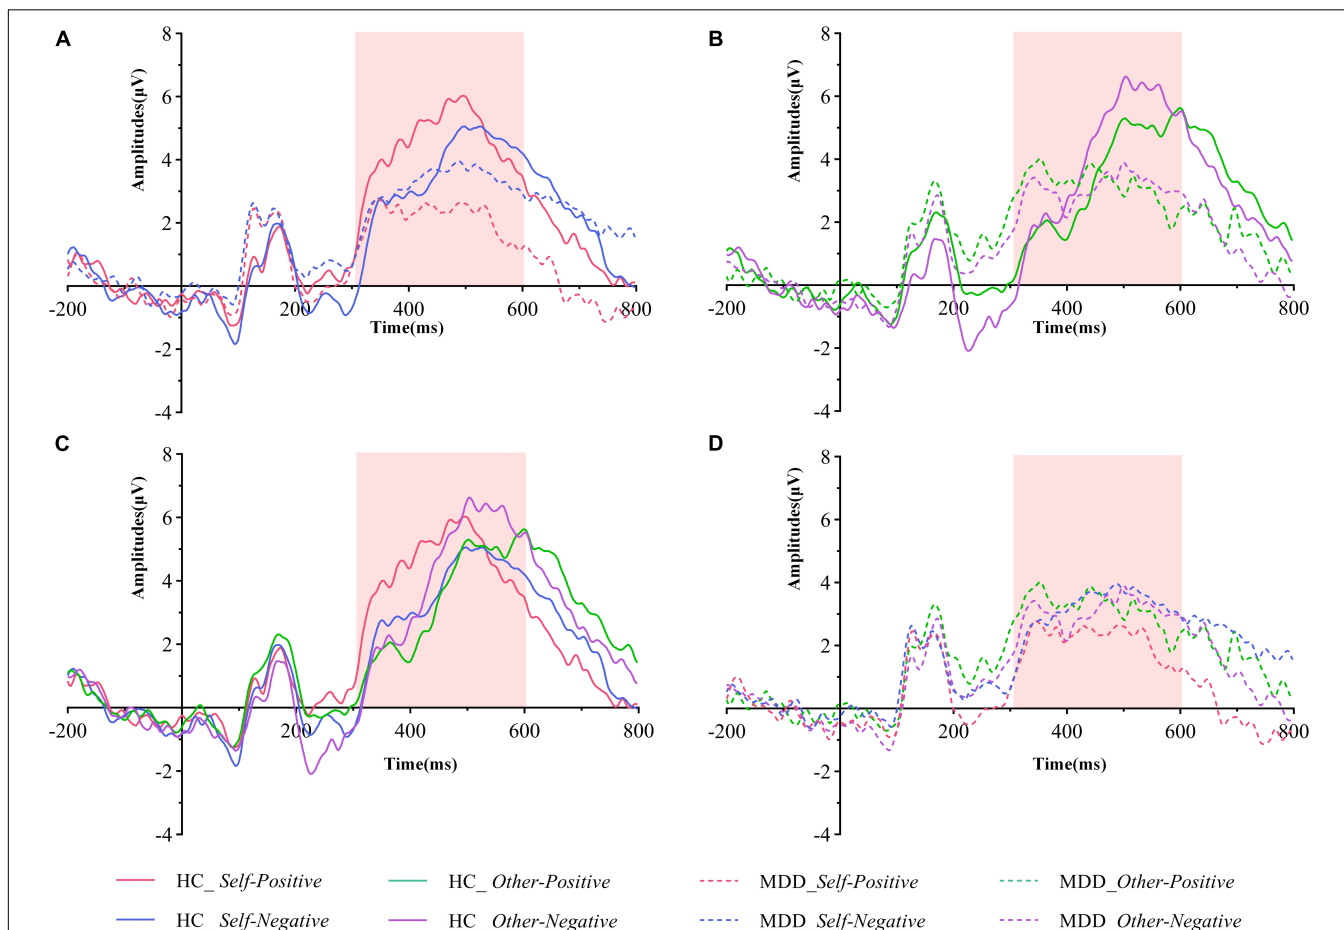 A
8
6
4
2
-2
-4
Amplitudes(μV)
-200
200
400
600
800
Time(ms)
B
8
6
4
2
-2
-4
Amplitudes(μV)
-200
200
400
600
800
Time(ms)
C
8
6
4
2
-2
-4
Amplitudes(μV)
-200
200
400
600
800
Time(ms)
D
8
6
4
2
-2
-4
Amplitudes(μV)
-200
200
400
600
800
Time(ms)
HC_ Self-Positive
HC_ Other-Positive
MDD_Self-Positive
MDD_Other-Positive
HC_ Self-Negative
HC_ Other-Negative
MDD_Self-Negative
MDD_Other-Negative